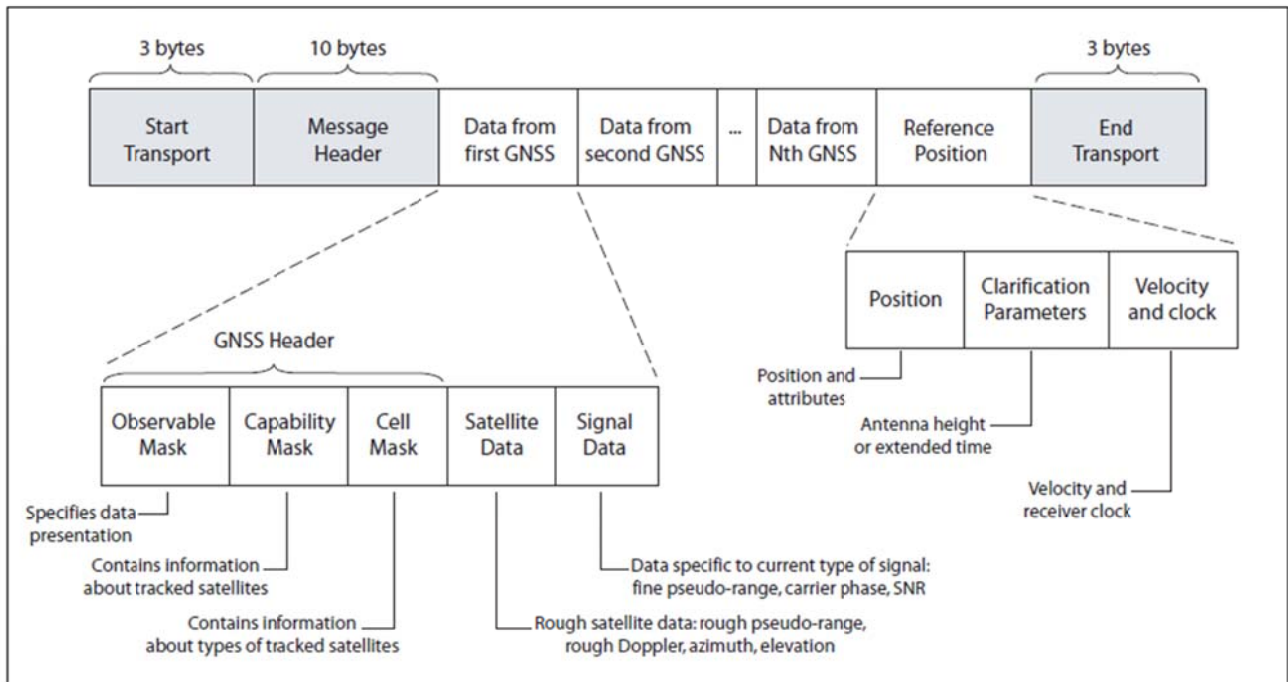 3 bytes
10 bytes
3 bytes
Start
Transport
Message
Header
Data from
first GNSS
Data from
second GNSS
...
Data from
Nth GNSS
Reference
Position
End
Transport
Position
Clarification
Parameters
Velocity
and clock
GNSS Header
Position and
attributes
Observable
Mask
Capability
Mask
Cell
Mask
Satellite
Data
Signal
Data
Antenna height
or extended time
Velocity and
receiver clock
Specifies data
presentation
Contains information
about tracked satellites
Data specific to current type of signal:
fine pseudo-range, carrier phase, SNR
Contains information
about types of tracked satellites
Rough satellite data: rough pseudo-range,
rough Doppler, azimuth, elevation